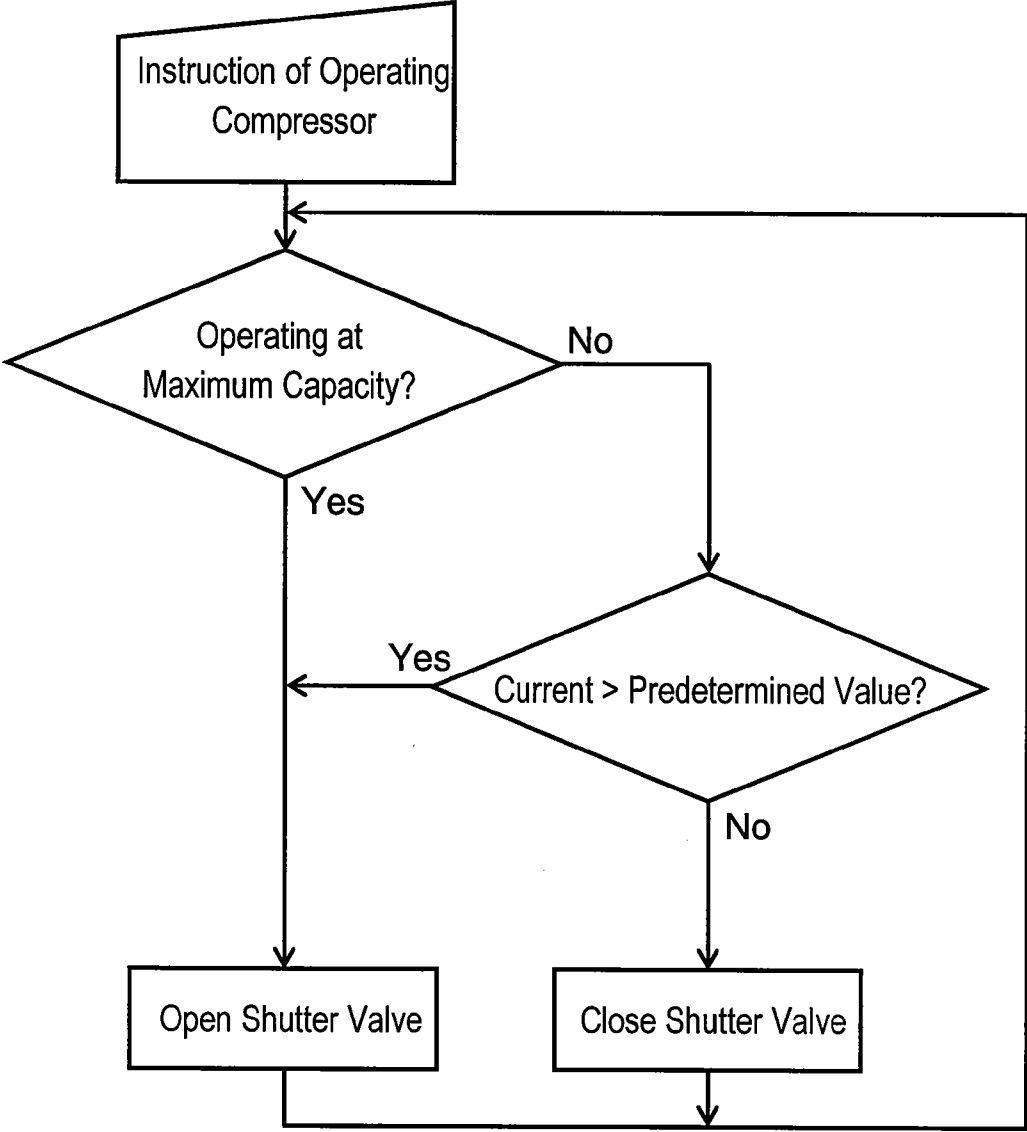 Instruction of Operating
Compressor
Operating at
Maximum Capacity?
No
Yes
Yes
Current > Predetermined Value?
No
Open Shutter Valve
Close Shutter Valve